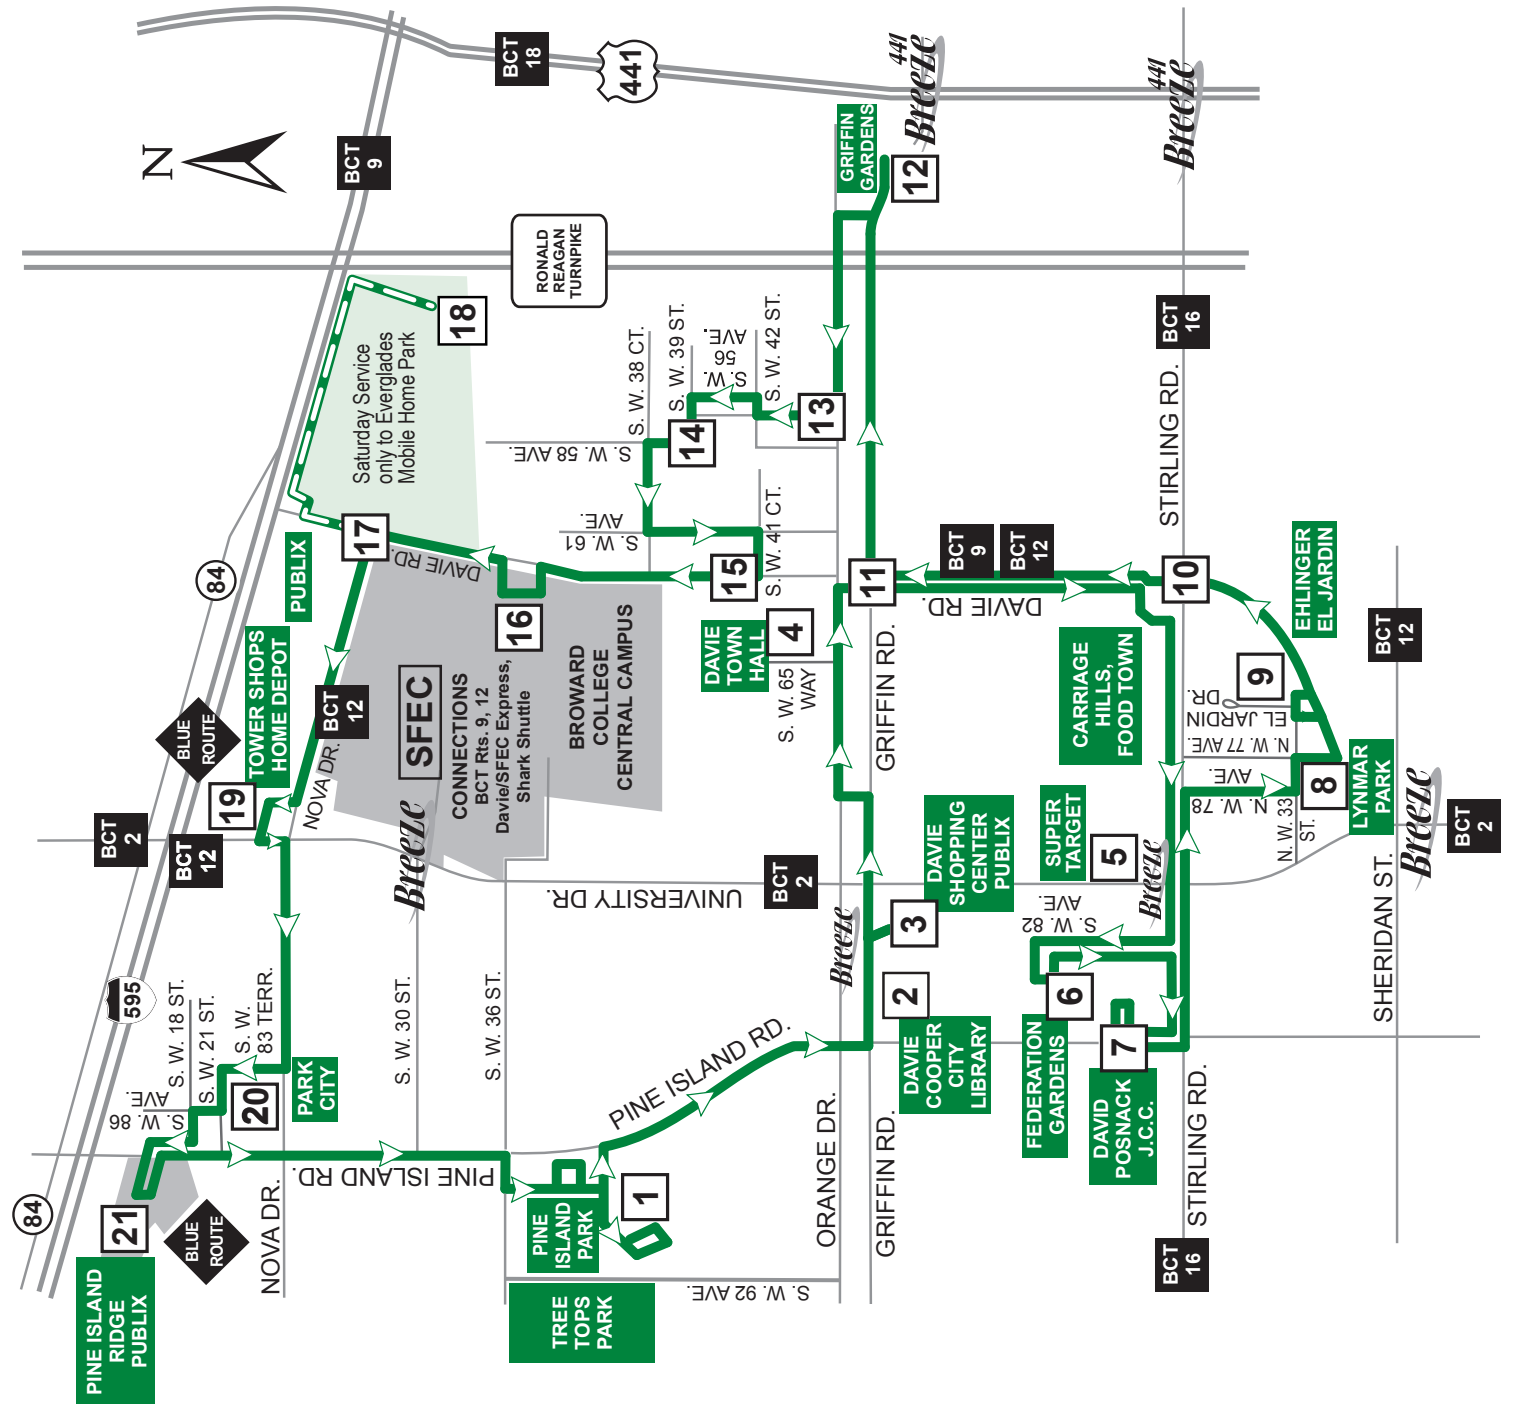 BCT
18
441
N
BCT
9
441
Breeze
441
Breeze
GRIFFIN
GARDENS
12
RONALD
REAGAN
TURNPIKE
Saturday Service
only to Everglades
Mobile Home Park
18
BCT
16
STIRLING RD.
S. W. 38 CT.
S. W. 39 ST.
S. W.
56
AVE.
S. W. 42 ST.
13
14
S. W. 58 AVE.
S. W. 61
AVE.
S. W. 41 CT.
15
17
DAVIE RD.
PUBLIX
84
16
BROWARD
COLLEGE
CENTRAL CAMPUS
SFEC
CONNECTIONS
BCT Rts. 9, 12
Davie/SFEC Express,
Shark Shuttle
DAVIE
TOWN
HALL
4
S. W. 65
WAY
11
GRIFFIN RD.
BCT
9
BCT
12
DAVIE RD.
10
EHLINGER
EL JARDIN
BCT
12
9
EL JARDIN
DR.
N. W. 77 AVE.
N. W. 78
AVE.
N. W. 33
ST.
8
LYNMAR
PARK
CARRIAGE
HILLS,
FOOD TOWN
TOWER SHOPS
HOME DEPOT
BLUE
ROUTE
BCT
12
NOVA DR.
19
BCT
2
BCT
12
Breeze
UNIVERSITY DR.
BCT
2
Breeze
DAVIE
SHOPPING
CENTER
PUBLIX
3
SUPER
TARGET
5
Breeze
S. W. 82
AVE.
SHERIDAN ST.
Breeze
BCT
2
595
S. W. 18 ST.
S. W. 21 ST.
S. W.
83 TERR.
S. W. 30 ST.
S. W. 36 ST.
S. W. 86
AVE.
20
PARK
CITY
PINE ISLAND RD.
PINE ISLAND RD.
2
DAVIE
COOPER
CITY
LIBRARY
6
FEDERATION
GARDENS
7
DAVID
POSNACK
J.C.C.
STIRLING RD.
BCT
16
84
21
BLUE
ROUTE
PINE ISLAND
RIDGE
PUBLIX
NOVA DR.
PINE
ISLAND
PARK
1
TREE
TOPS
PARK
S. W. 92 AVE.
ORANGE DR.
GRIFFIN RD.